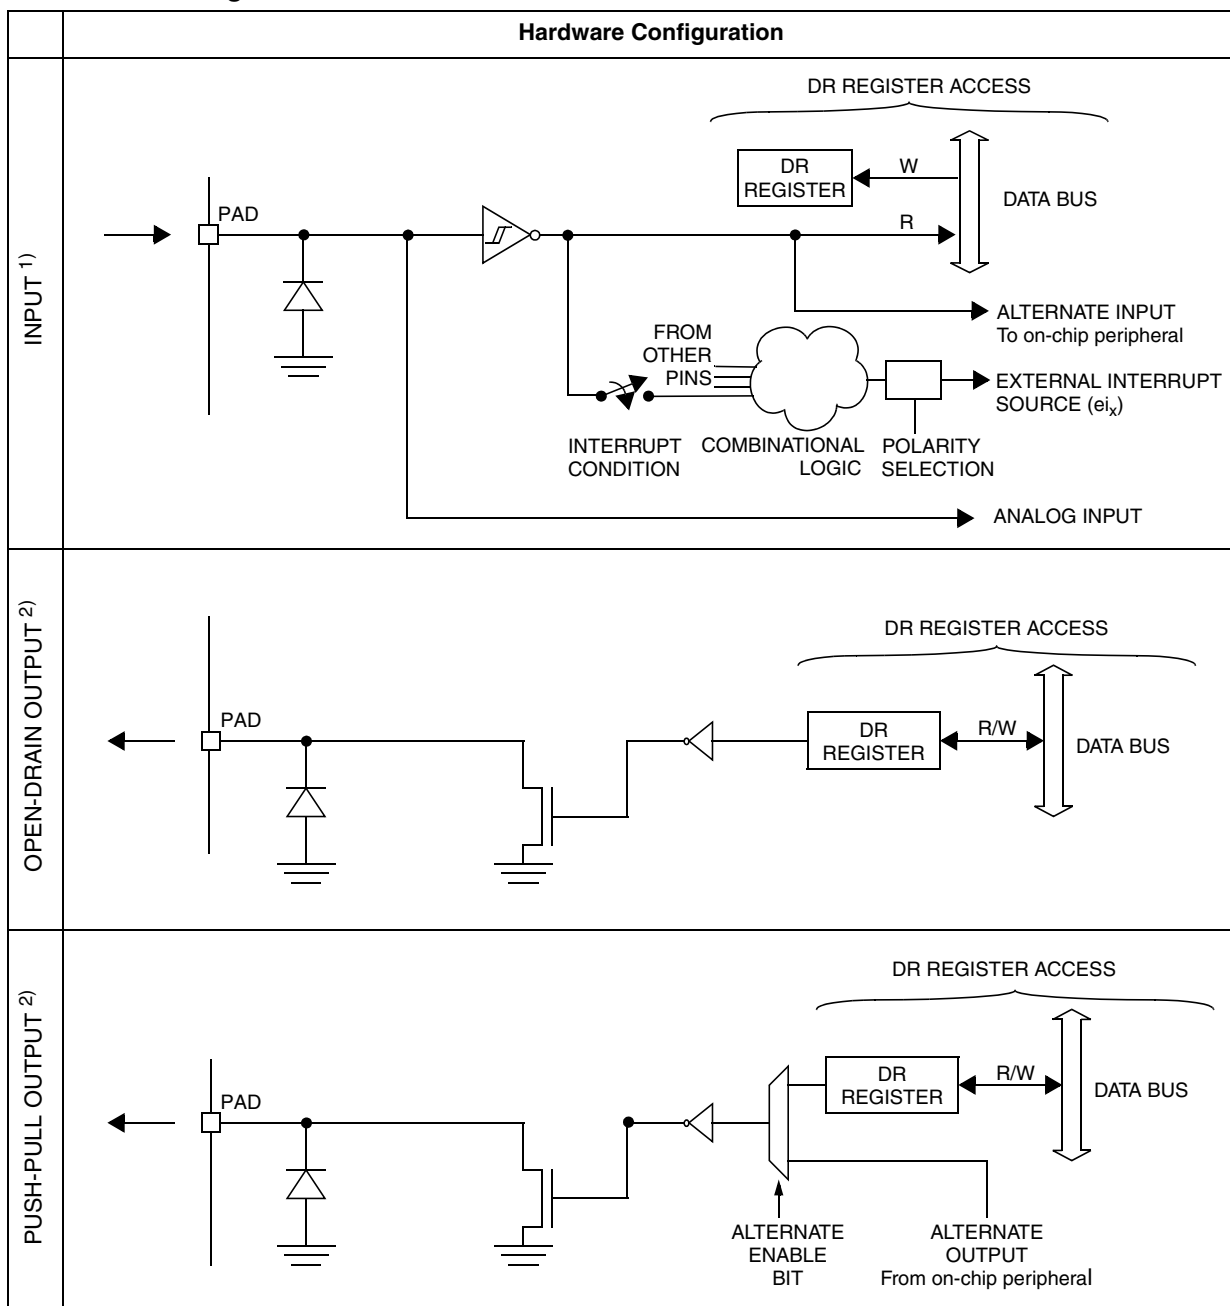 Hardware Configuration
INPUT 1)
DR REGISTER ACCESS
DR
REGISTER
W
DATA BUS
PAD
R
ALTERNATE INPUT
To on-chip peripheral
FROM
OTHER
PINS
EXTERNAL INTERRUPT
SOURCE (eix)
INTERRUPT
CONDITION
COMBINATIONAL
LOGIC
POLARITY
SELECTION
ANALOG INPUT
OPEN-DRAIN OUTPUT 2)
DR REGISTER ACCESS
PAD
DR
REGISTER
R/W
DATA BUS
PUSH-PULL OUTPUT 2)
DR REGISTER ACCESS
PAD
DR
REGISTER
R/W
DATA BUS
ALTERNATE
ENABLE
BIT
ALTERNATE
OUTPUT
From on-chip peripheral